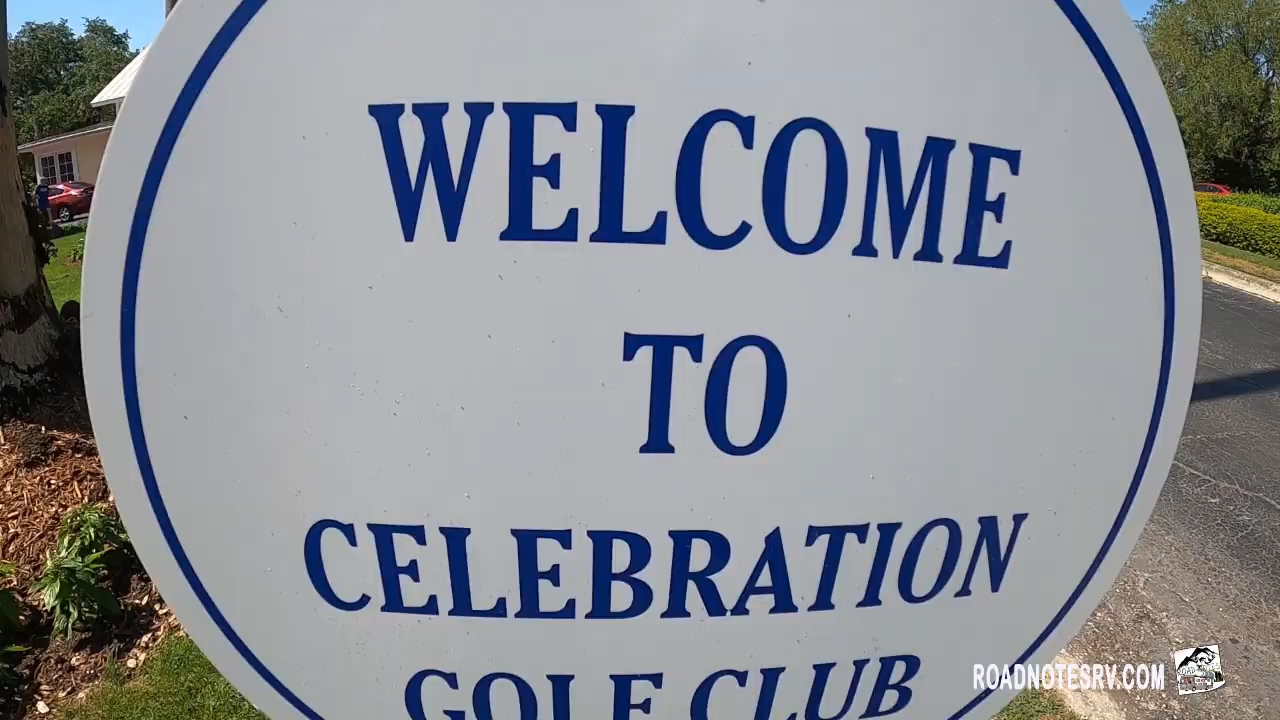 WELCOME
TO
CELEBRATION
GOLF CLUB
ROADNOTESRV.COM